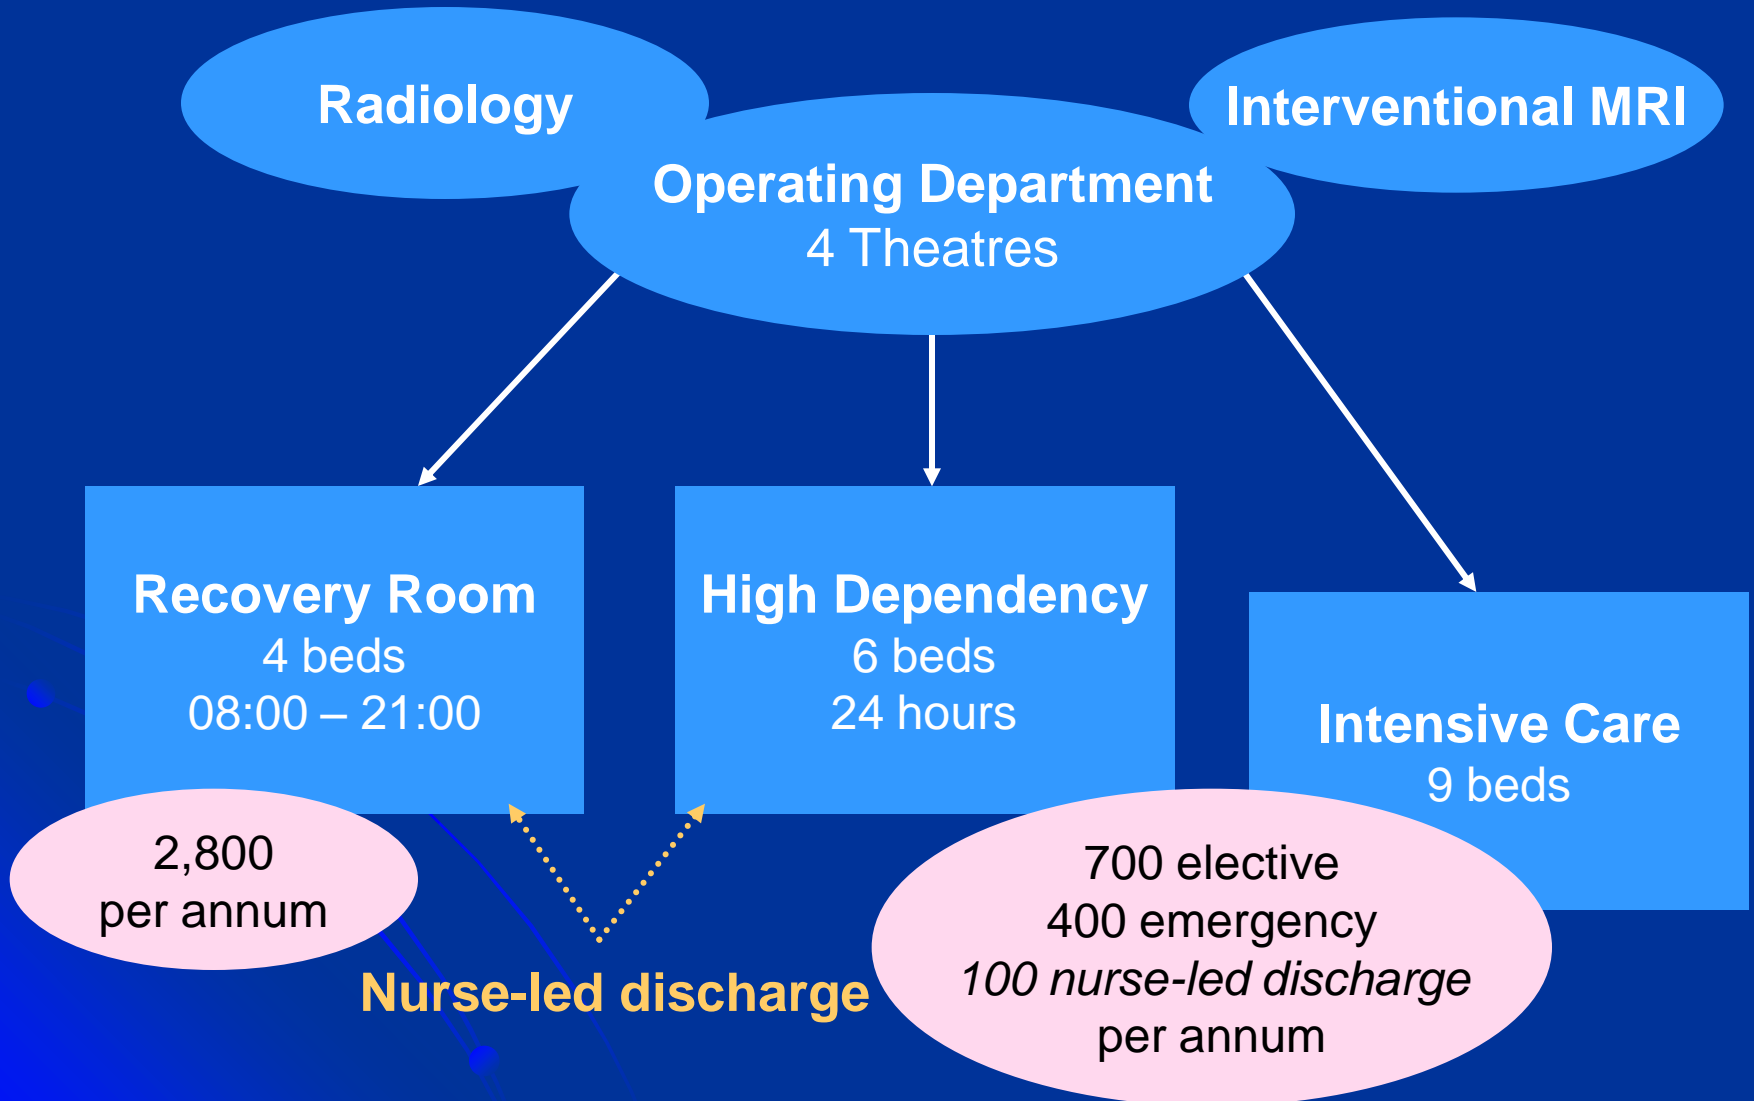 Radiology
Interventional MRI
Operating Department
4 Theatres
Recovery Room
4 beds
08:00 – 21:00
High Dependency
6 beds
24 hours
Intensive Care
9 beds
2,800
per annum
Nurse-led discharge
700 elective
400 emergency
100 nurse-led discharge
per annum